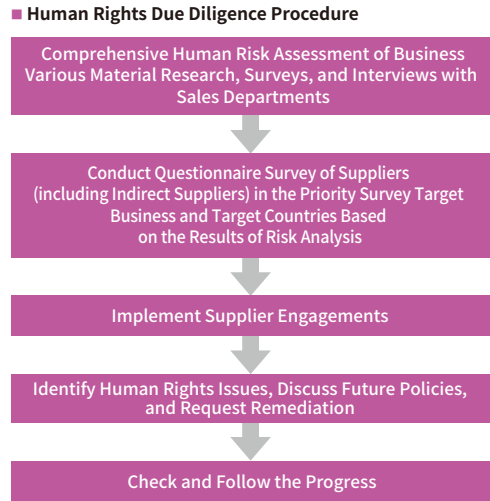 ■ Human Rights Due Diligence Procedure
Comprehensive Human Risk Assessment of Business
Various Material Research, Surveys, and Interviews with
Sales Departments
Conduct Questionnaire Survey of Suppliers
(including Indirect Suppliers) in the Priority Survey Target
Business and Target Countries Based
on the Results of Risk Analysis
Implement Supplier Engagements
Identify Human Rights Issues, Discuss Future Policies,
and Request Remediation
Check and Follow the Progress